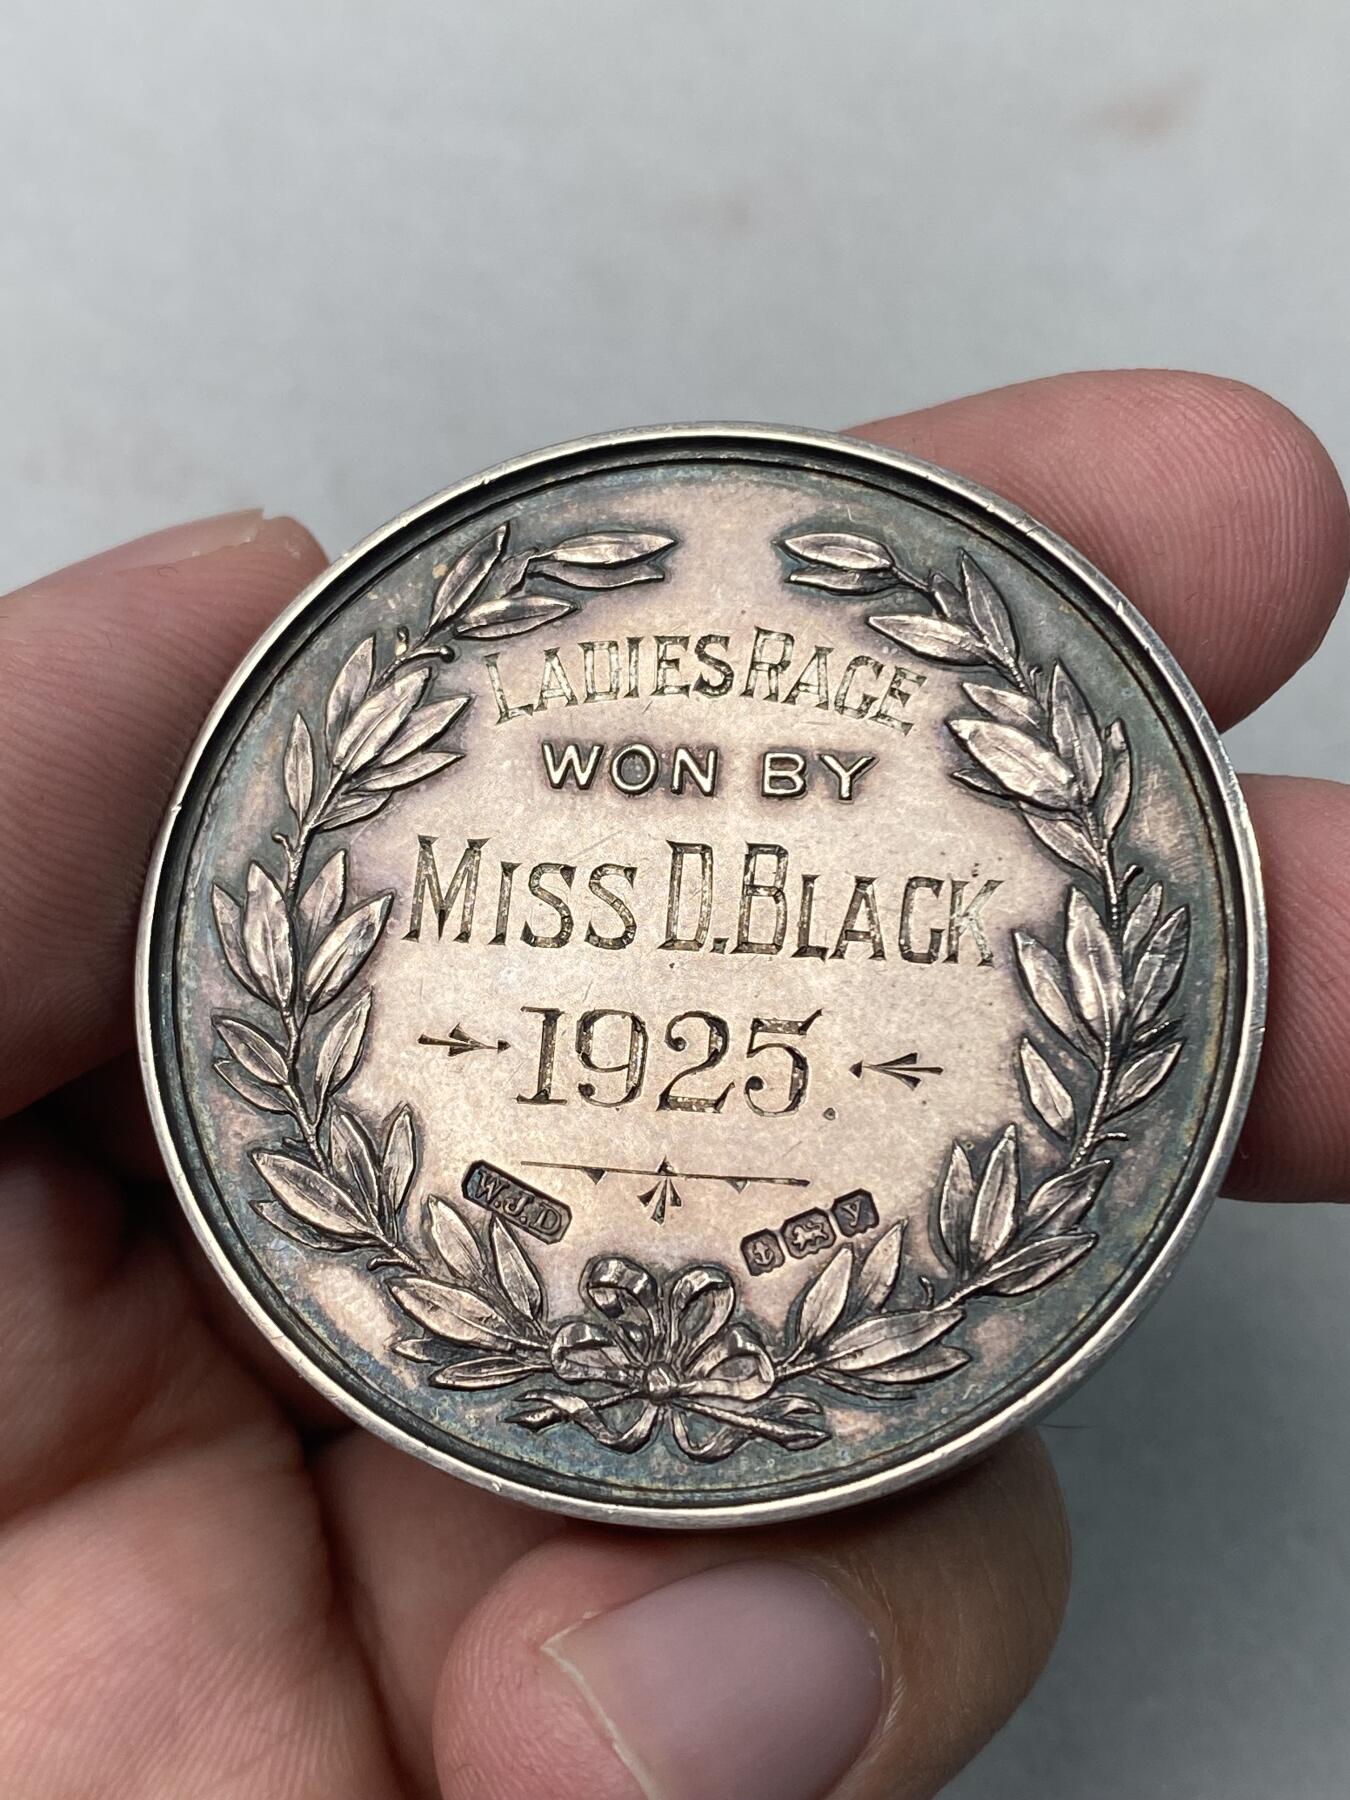 LADIES RACE
WON BY
MISS D. BLACK
1925.
W.J.D
y